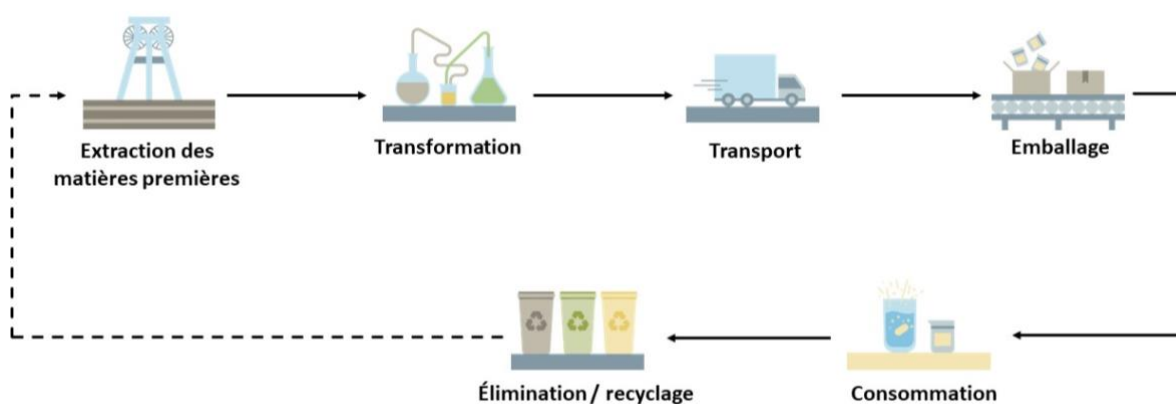 Extraction des
matières premières
Transformation
Transport
Emballage
Élimination / recyclage
Consommation